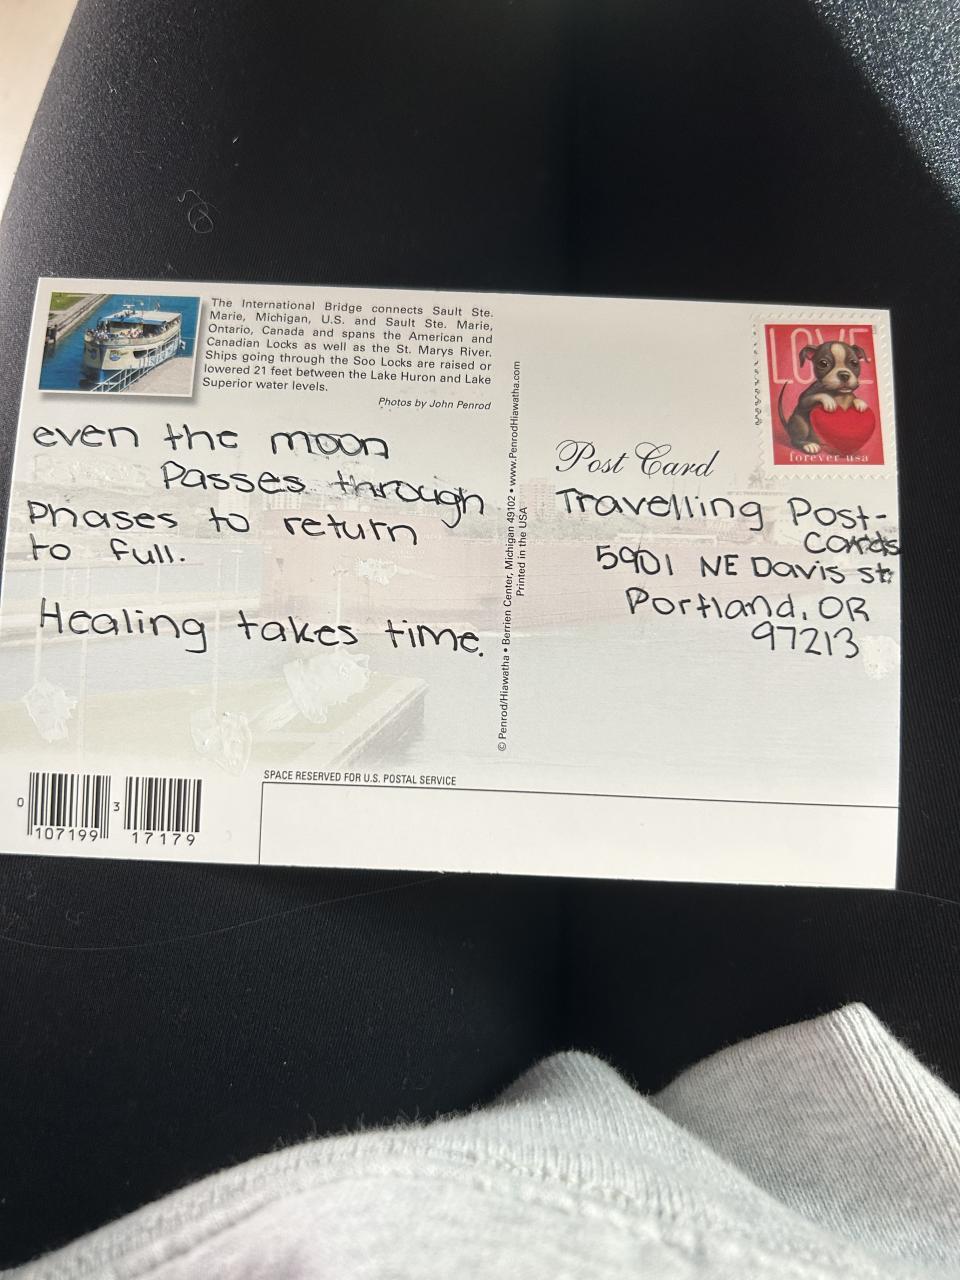 The International Bridge connects Sault Ste.
Marie, Michigan, U.S. and Sault Ste. Marie,
Ontario, Canada and spans the American and
Canadian Locks as well as the St. Marys River.
Ships going through the Soo Locks are raised or
lowered 21 feet between the Lake Huron and Lake
Superior water levels.
Photos by John Penrod
even the moon
Passes through
Phases to return
to full.
Healing takes time.
© Penrod/Hiawatha • Berrien Center, Michigan 49102 • www.PenrodHiawatha.com
Printed in the USA
LOVE
forever usa
Post Card
Travelling Post-
Cards
5901 NE Davis st.
Portland, OR
97213
SPACE RESERVED FOR U.S. POSTAL SERVICE
0 107199 3 17179